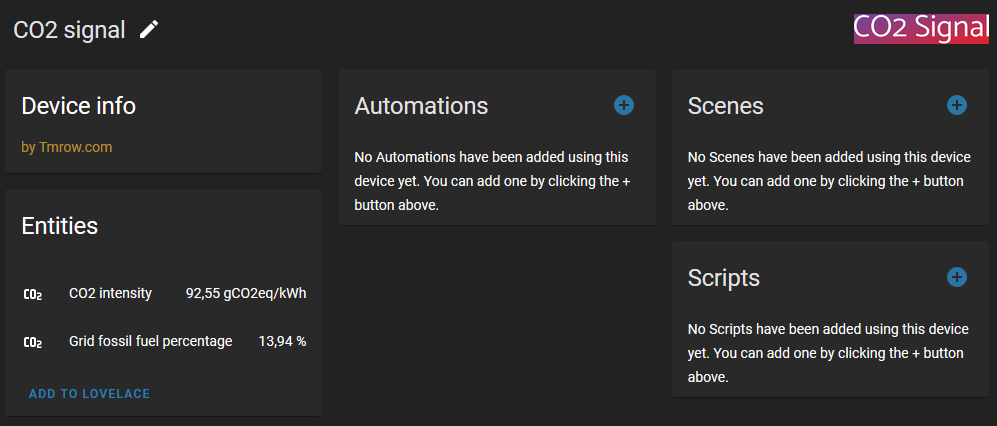 CO2 signal
CO2 Signal
Device info
by Tmrow.com
Entities
CO2
CO2 intensity
92,55 gCO2eq/kWh
CO2
Grid fossil fuel percentage
13,94 %
ADD TO LOVELACE
Automations
No Automations have been added using this
device yet. You can add one by clicking the +
button above.
Scenes
No Scenes have been added using this device
yet. You can add one by clicking the + button
above.
Scripts
No Scripts have been added using this device
yet. You can add one by clicking the + button
above.